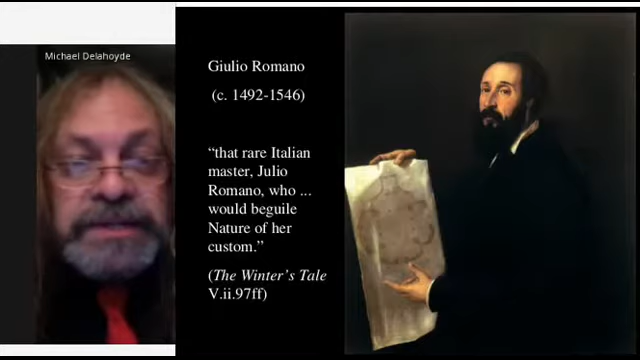 Michael Delahoyde
Giulio Romano
(c. 1492-1546)
“that rare Italian
master, Julio
Romano, who ...
would beguile
Nature of her
custom.”
(The Winter’s Tale
V.ii.97ff)